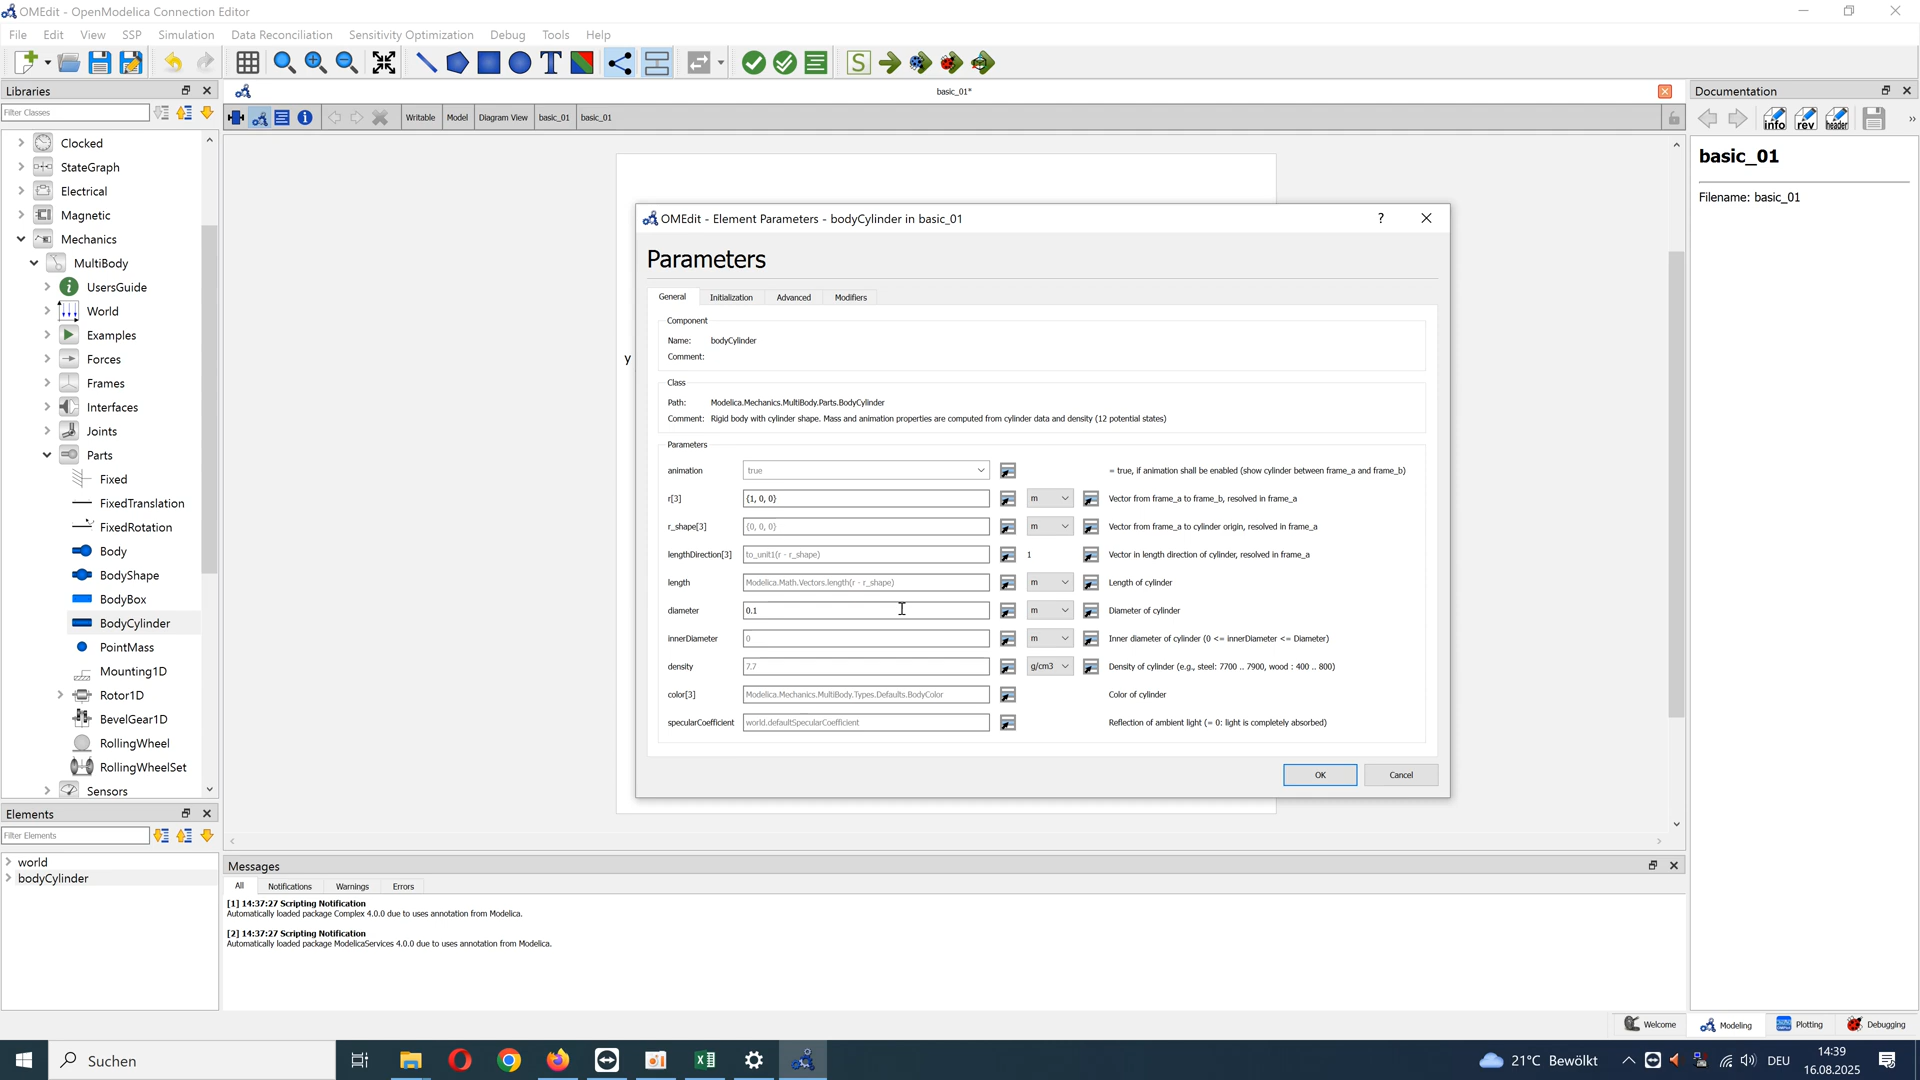 OMEdit - OpenModelica Connection Editor
File Edit View SSP Simulation Data Reconciliation Sensitivity Optimization Debug Tools Help
Libraries
Filter Classes
Clocked
StateGraph
Electrical
Magnetic
Mechanics
MultiBody
UsersGuide
World
Examples
Forces
Frames
Interfaces
Joints
Parts
Fixed
FixedTranslation
FixedRotation
Body
BodyShape
BodyBox
BodyCylinder
PointMass
Mounting1D
Rotor1D
BevelGear1D
RollingWheel
RollingWheelSet
Sensors
Elements
Filter Elements
world
bodyCylinder
basic_01*
Writable Model Diagram View basic_01 basic_01
y
OMEdit - Element Parameters - bodyCylinder in basic_01
?
Parameters
General Initialization Advanced Modifiers
Component
Name: bodyCylinder
Comment:
Class
Path: Modelica.Mechanics.MultiBody.Parts.BodyCylinder
Comment: Rigid body with cylinder shape. Mass and animation properties are computed from cylinder data and density (12 potential states)
Parameters
animation true = true, if animation shall be enabled (show cylinder between frame_a and frame_b)
r[3] {1, 0, 0} m Vector from frame_a to frame_b, resolved in frame_a
r_shape[3] {0, 0, 0} m Vector from frame_a to cylinder origin, resolved in frame_a
lengthDirection[3] to_unit1(r - r_shape) 1 Vector in length direction of cylinder, resolved in frame_a
length Modelica.Math.Vectors.length(r - r_shape) m Length of cylinder
diameter 0.1 m Diameter of cylinder
innerDiameter 0 m Inner diameter of cylinder (0 <= innerDiameter <= Diameter)
density 7.7 g/cm3 Density of cylinder (e.g., steel: 7700 .. 7900, wood : 400 .. 800)
color[3] Modelica.Mechanics.MultiBody.Types.Defaults.BodyColor Color of cylinder
specularCoefficient world.defaultSpecularCoefficient Reflection of ambient light (= 0: light is completely absorbed)
OK Cancel
Messages
All Notifications Warnings Errors
[1] 14:37:27 Scripting Notification
Automatically loaded package Complex 4.0.0 due to uses annotation from Modelica.
[2] 14:37:27 Scripting Notification
Automatically loaded package ModelicaServices 4.0.0 due to uses annotation from Modelica.
Documentation
info rev header »
basic_01
Filename: basic_01
Welcome Modeling Plotting Debugging
Suchen
21°C Bewölkt DEU
14:39
16.08.2025